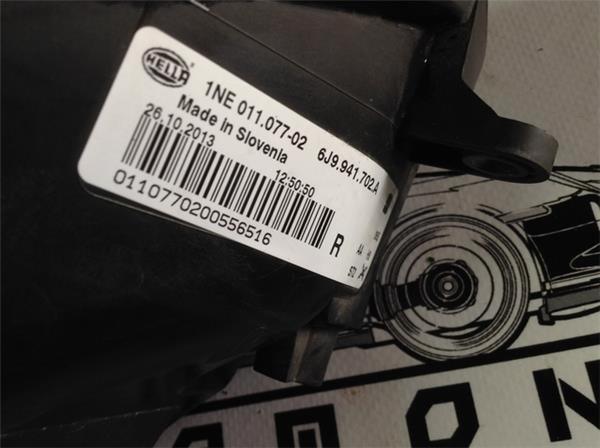 HELLA
1NE 011.077-02 6J9.941.702.A
Made in Slovenia
26.10.2013 12:50:50
0110770200556516 R